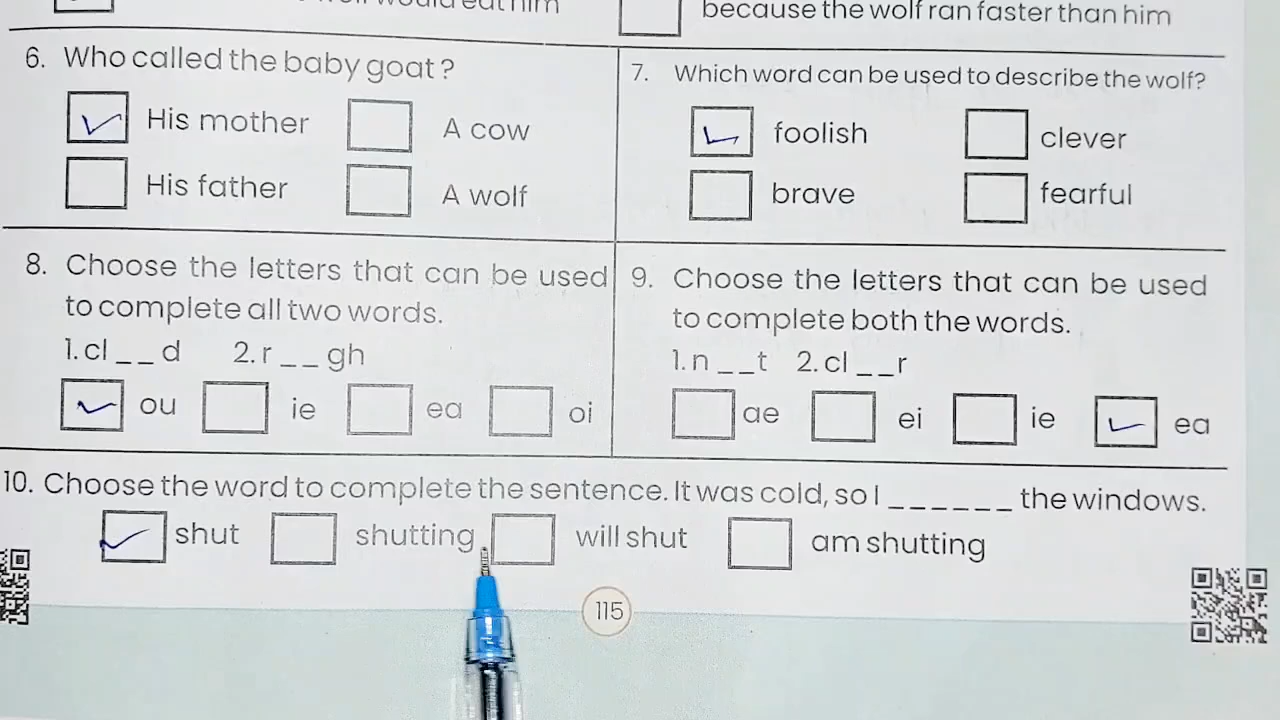 would eat him
because the wolf ran faster than him
6. Who called the baby goat?
His mother
A cow
His father
A wolf
7. Which word can be used to describe the wolf?
foolish
clever
brave
fearful
8. Choose the letters that can be used
to complete all two words.
1. cl _ _ d 2. r _ _ gh
ou
ie
ea
oi
9. Choose the letters that can be used
to complete both the words.
1. n _ _ t 2. cl _ _ r
ae
ei
ie
ea
10. Choose the word to complete the sentence. It was cold, so I _ _ _ _ _ _ the windows.
shut
shutting
will shut
am shutting
115